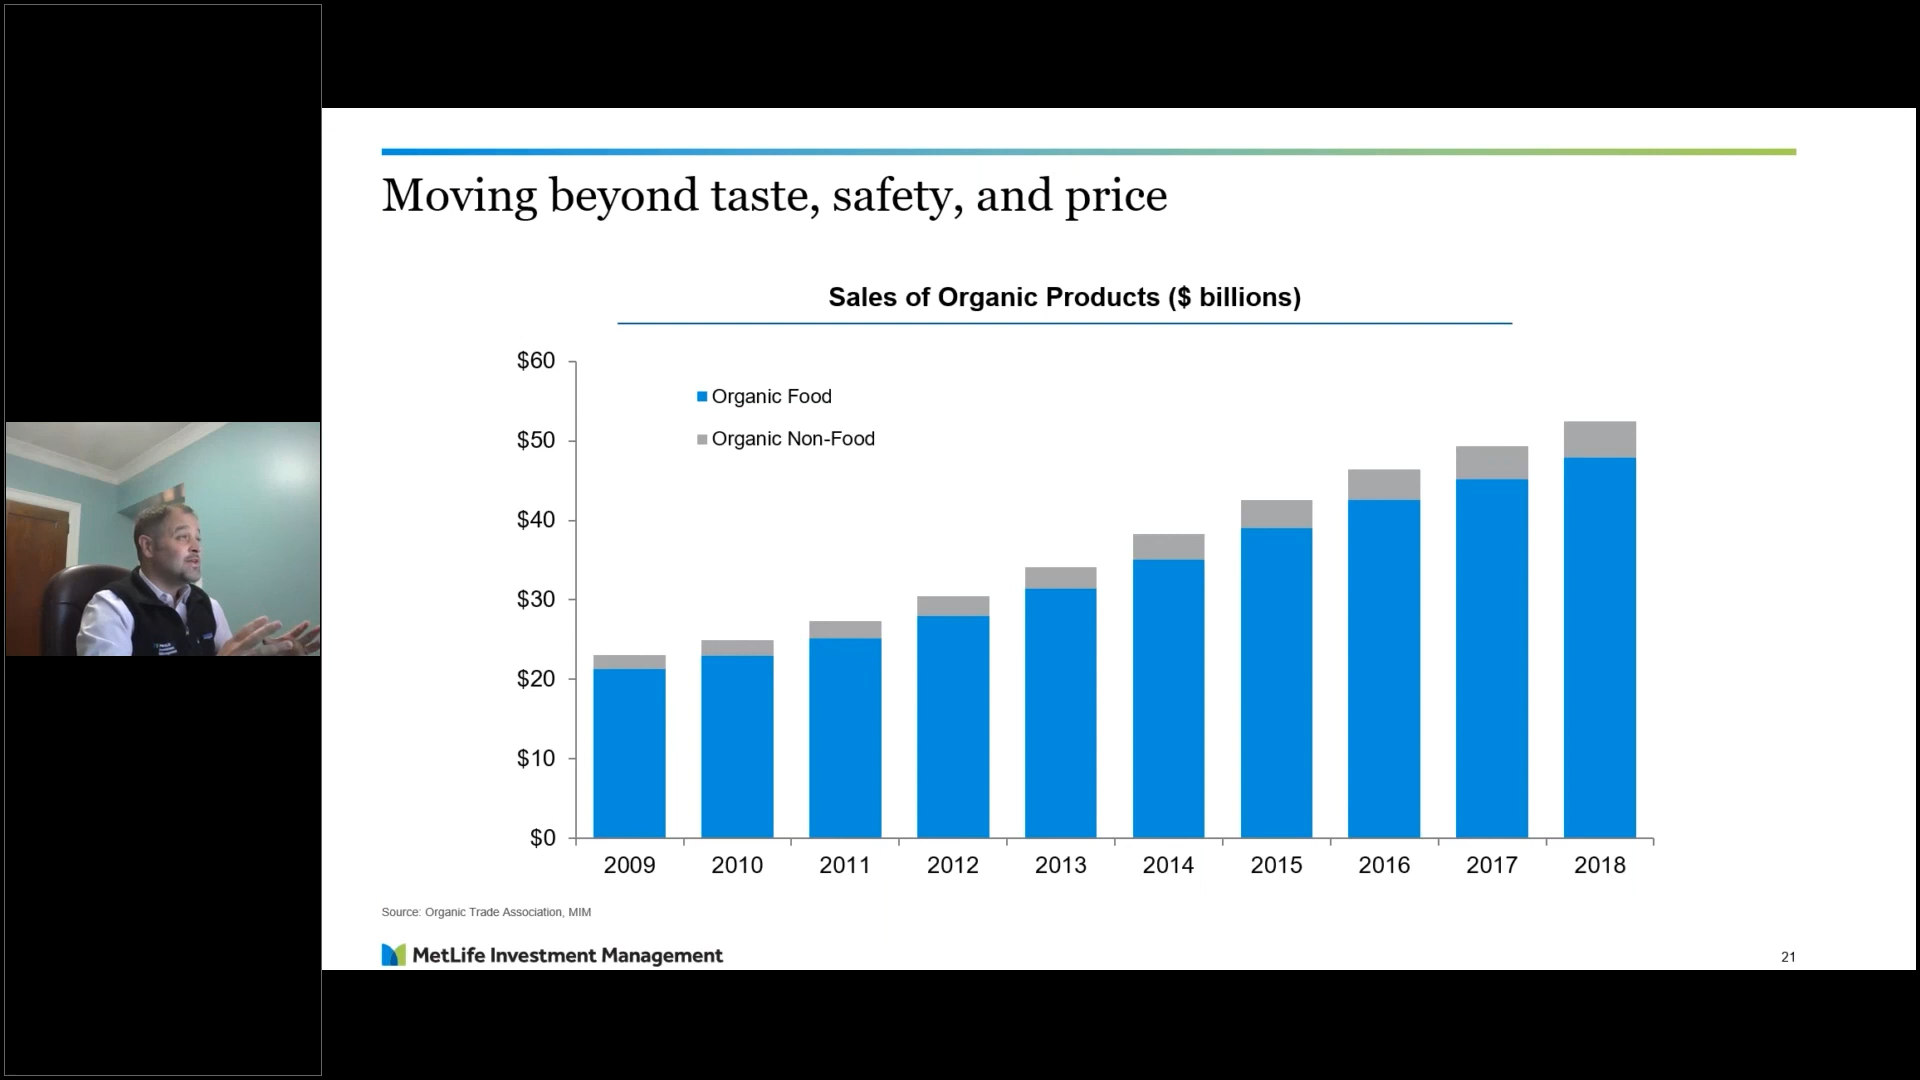 Moving beyond taste, safety, and price
Sales of Organic Products ($ billions)
$60
$50
$40
$30
$20
$10
$0
Organic Food
Organic Non-Food
2009 2010 2011 2012 2013 2014 2015 2016 2017 2018
Source: Organic Trade Association, MIM
MetLife Investment Management
21